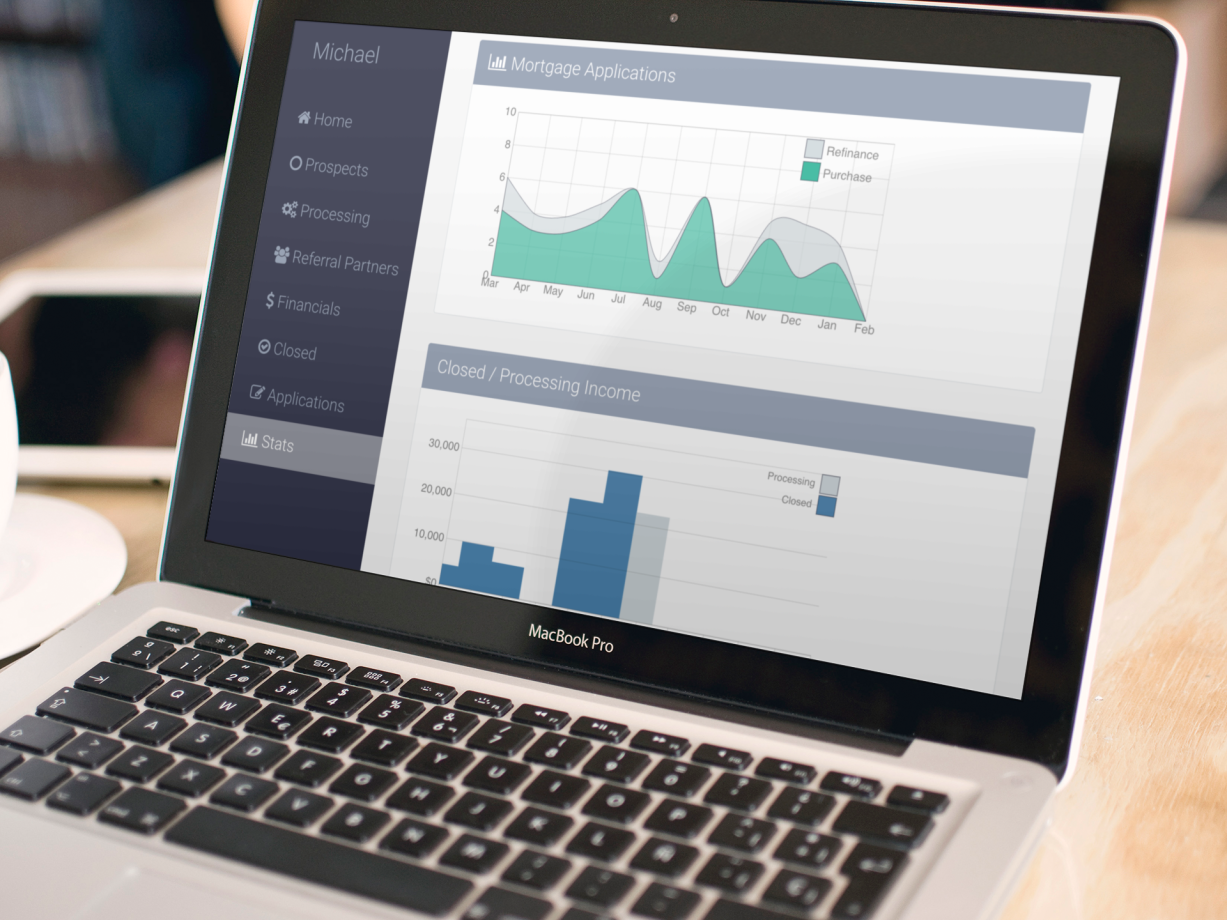 Michael
Home
Prospects
Processing
Referral Partners
Financials
Closed
Applications
Stats
Mortgage Applications
10
8
6
4
2
0
Refinance
Purchase
Mar Apr May Jun Jul Aug Sep Oct Nov Dec Jan Feb
Closed / Processing Income
30,000
20,000
10,000
$0
Processing
Closed
MacBook Pro
esc
Q W E R T Y U I O P
A S D F G H J K L
Z X C V B N M